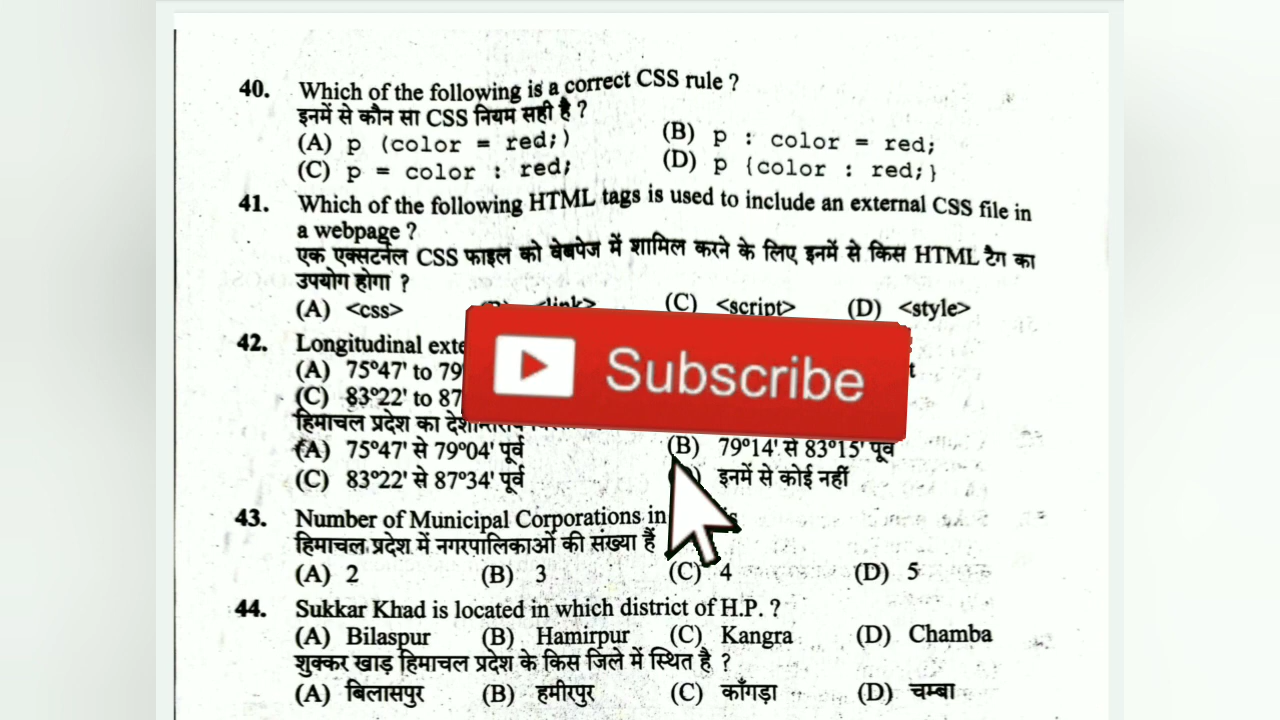 40. Which of the following is a correct CSS rule ?
इनमें से कौन सा CSS नियम सही है ?
(A) p (color = red;) (B) p : color = red;
(C) p = color : red; (D) p {color : red;}
41. Which of the following HTML tags is used to include an external CSS file in
a webpage ?
एक एक्सटर्नल CSS फाइल को वेबपेज में शामिल करने के लिए इनमें से किस HTML टैग का
उपयोग होगा ?
(A) <css> <link> (C) <script> (D) <style>
42. Longitudinal
(A) 75°47' to
(C) 83°22' to
Subscribe
हिमाचल प्रदेश का
(A) 75°47' से 79°04' पूर्व (B) 79°14' से 83°15' पूर्व
(C) 83°22' से 87°34' पूर्व इनमें से कोई नहीं
43. Number of Municipal Corporations in
हिमाचल प्रदेश में नगरपालिकाओं की संख्या हैं
(A) 2 (B) 3 (C) 4 (D) 5
44. Sukkar Khad is located in which district of H.P. ?
(A) Bilaspur (B) Hamirpur (C) Kangra (D) Chamba
शुक्कर खाड़ हिमाचल प्रदेश के किस जिले में स्थित है ?
(A) बिलासपुर (B) हमीरपुर (C) काँगड़ा (D) चम्बा